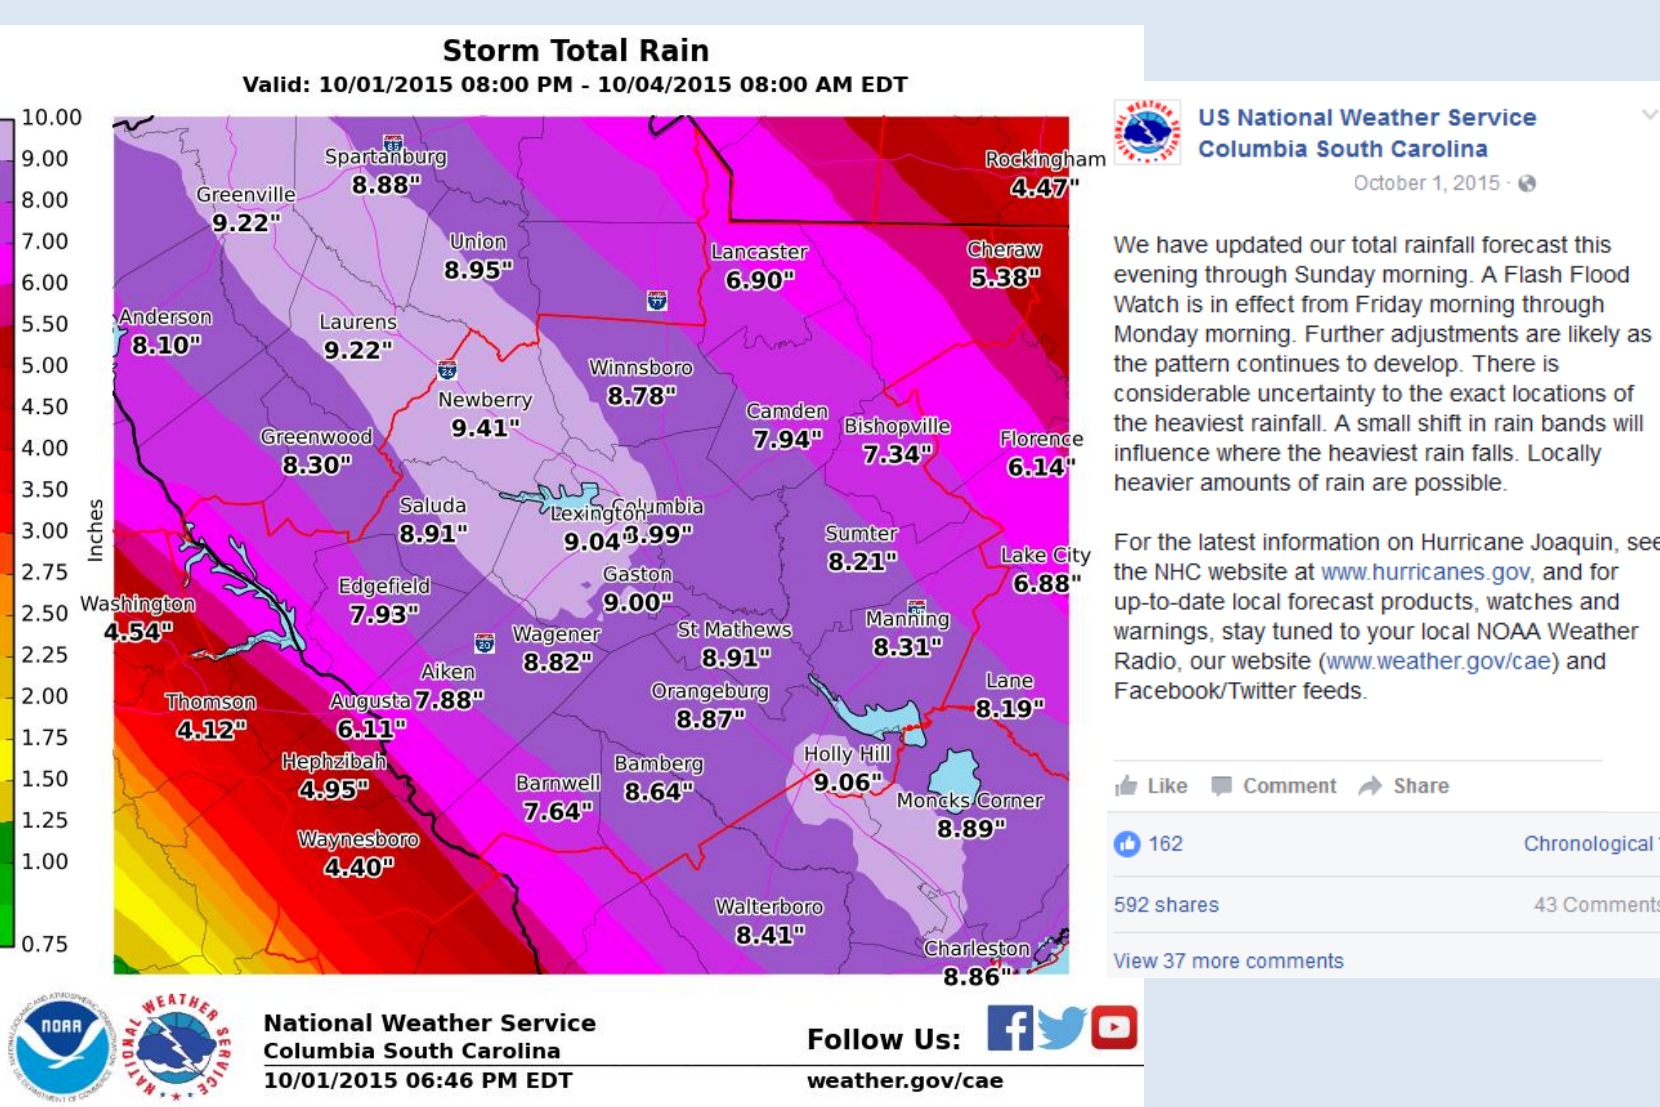 Storm Total Rain
Valid: 10/01/2015 08:00 PM - 10/04/2015 08:00 AM EDT
10.00
9.00
8.00
7.00
6.00
5.50
5.00
4.50
4.00
3.50
3.00
2.75
2.50
2.25
2.00
1.75
1.50
1.25
1.00
0.75
Inches
Spartanburg
8.88"
Greenville
9.22"
Rockingham
4.47"
Union
8.95"
Lancaster
6.90"
Cheraw
5.38"
77
Anderson
8.10"
Laurens
9.22"
26
Winnsboro
8.78"
Newberry
9.41"
Camden
7.94"
Bishopville
7.34"
Greenwood
8.30"
Florence
6.14"
Saluda
8.91"
Lexington
9.04"
Columbia
8.99"
Sumter
8.21"
Lake City
6.88"
Edgefield
7.93"
Gaston
9.00"
Washington
4.54"
20
Wagener
8.82"
St Mathews
8.91"
Manning
8.31"
Aiken
7.88"
Thomson
4.12"
Augusta
6.11"
Orangeburg
8.87"
Lane
8.19"
Hephzibah
4.95"
Barnwell
7.64"
Bamberg
8.64"
Holly Hill
9.06"
Moncks Corner
8.89"
Waynesboro
4.40"
Walterboro
8.41"
Charleston
8.86"
NOAA
NATIONAL WEATHER SERVICE
National Weather Service
Columbia South Carolina
10/01/2015 06:46 PM EDT
Follow Us:
weather.gov/cae
US National Weather Service
Columbia South Carolina
October 1, 2015 ·
We have updated our total rainfall forecast this
evening through Sunday morning. A Flash Flood
Watch is in effect from Friday morning through
Monday morning. Further adjustments are likely as
the pattern continues to develop. There is
considerable uncertainty to the exact locations of
the heaviest rainfall. A small shift in rain bands will
influence where the heaviest rain falls. Locally
heavier amounts of rain are possible.
For the latest information on Hurricane Joaquin, see
the NHC website at www.hurricanes.gov, and for
up-to-date local forecast products, watches and
warnings, stay tuned to your local NOAA Weather
Radio, our website (www.weather.gov/cae) and
Facebook/Twitter feeds.
Like Comment Share
162
Chronological
592 shares
43 Comments
View 37 more comments